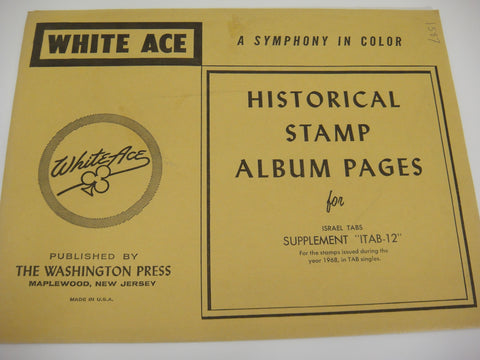 WHITE ACE
A SYMPHONY IN COLOR
HISTORICAL
STAMP
ALBUM PAGES
for
ISRAEL TABS
SUPPLEMENT "ITAB-12"
For the stamps issued during the
year 1968, in TAB singles.
White Ace
PUBLISHED BY
THE WASHINGTON PRESS
MAPLEWOOD, NEW JERSEY
MADE IN U.S.A.